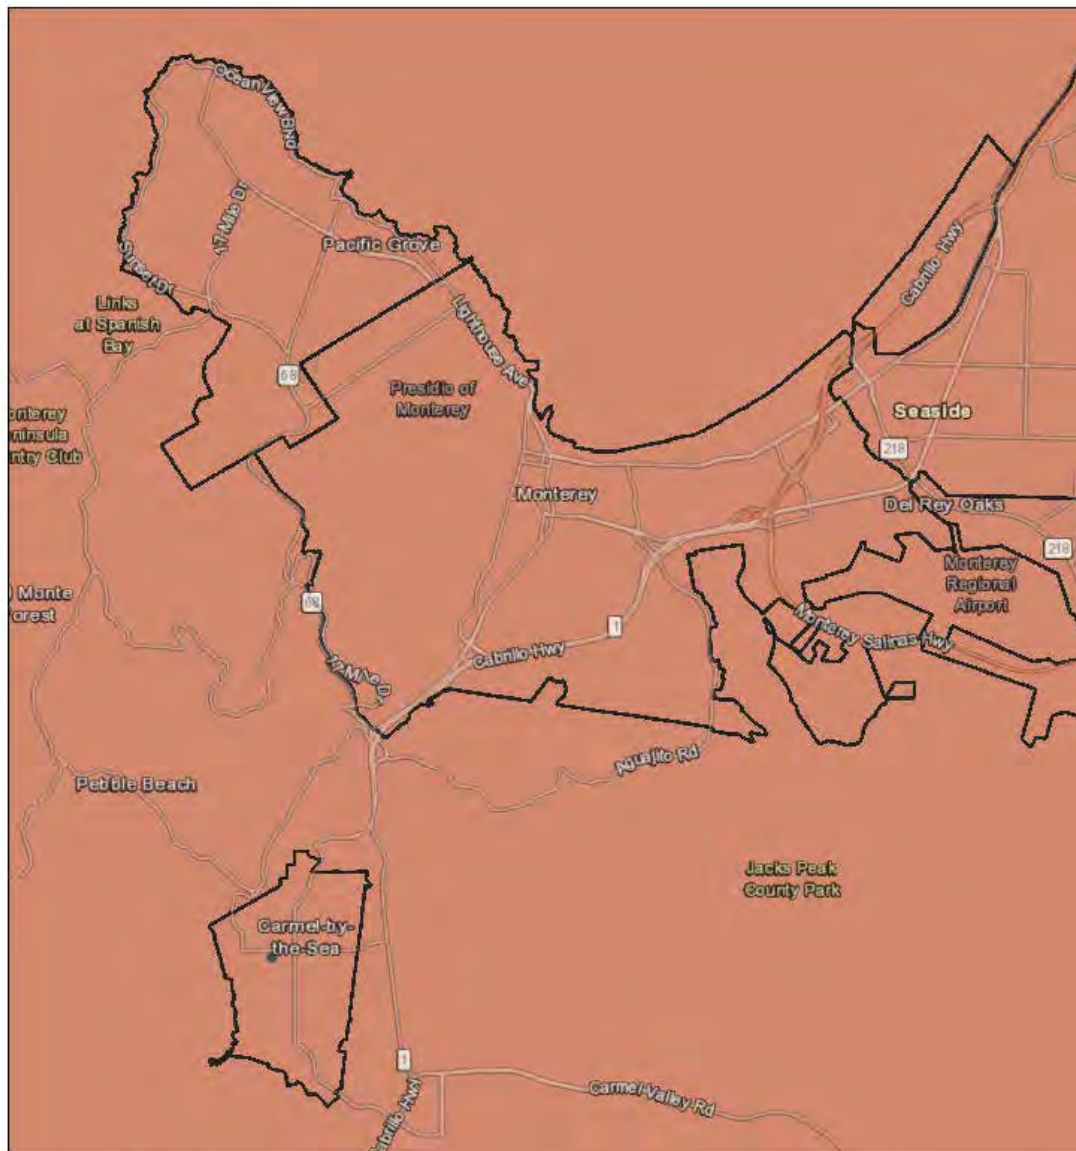 Ocean View Blvd
17 Mile Dr
Pacific Grove
Sunset Dr
Cabrillo Hwy
Links
at Spanish
Bay
Lighthouse Ave
68
Presidio of
Monterey
Seaside
218
Monterey
Del Rey Oaks
218
Monterey
Regional
Airport
Monte
68
1
Monterey Salinas Hwy
Cabrillo Hwy
17 Mile Dr
Aguajito Rd
Pebble Beach
Jacks Peak
County Park
Carmel-by-
the-Sea
1
Carmel Valley Rd